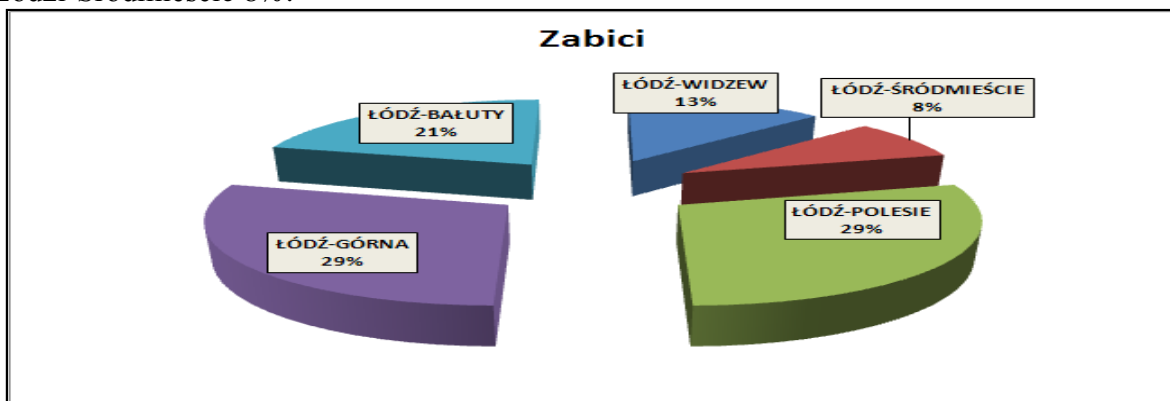 Zabici
ŁÓDŹ-WIDZEW
13%
ŁÓDŹ-ŚRÓDMIEŚCIE
8%
ŁÓDŹ-BAŁUTY
21%
ŁÓDŹ-POLESIE
29%
ŁÓDŹ-GÓRNA
29%